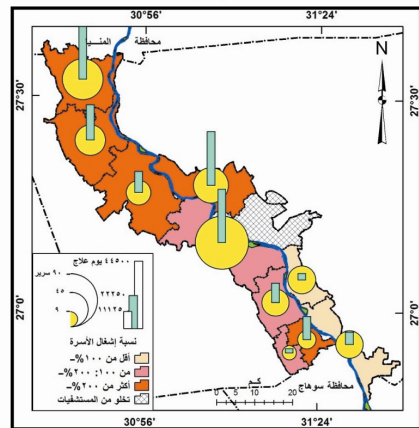 30°56' 31°24'
محافظة المنيا
N
27°30' 27°30'
٤٤٥٠٠ يوم علاج
٩٠ سرير
٤٥
٢٢٢٥٠
٩
١١١٢٥
27°0' 27°0'
نسبة إشغال الأسرة
أقل من ١٠٠%-
من ١٠٠: ٢٠٠%-
أكثر من ٢٠٠%-
تخلو من المستشفيات
محافظة سوهاج
كم
0 5 10 20
30°56' 31°24'